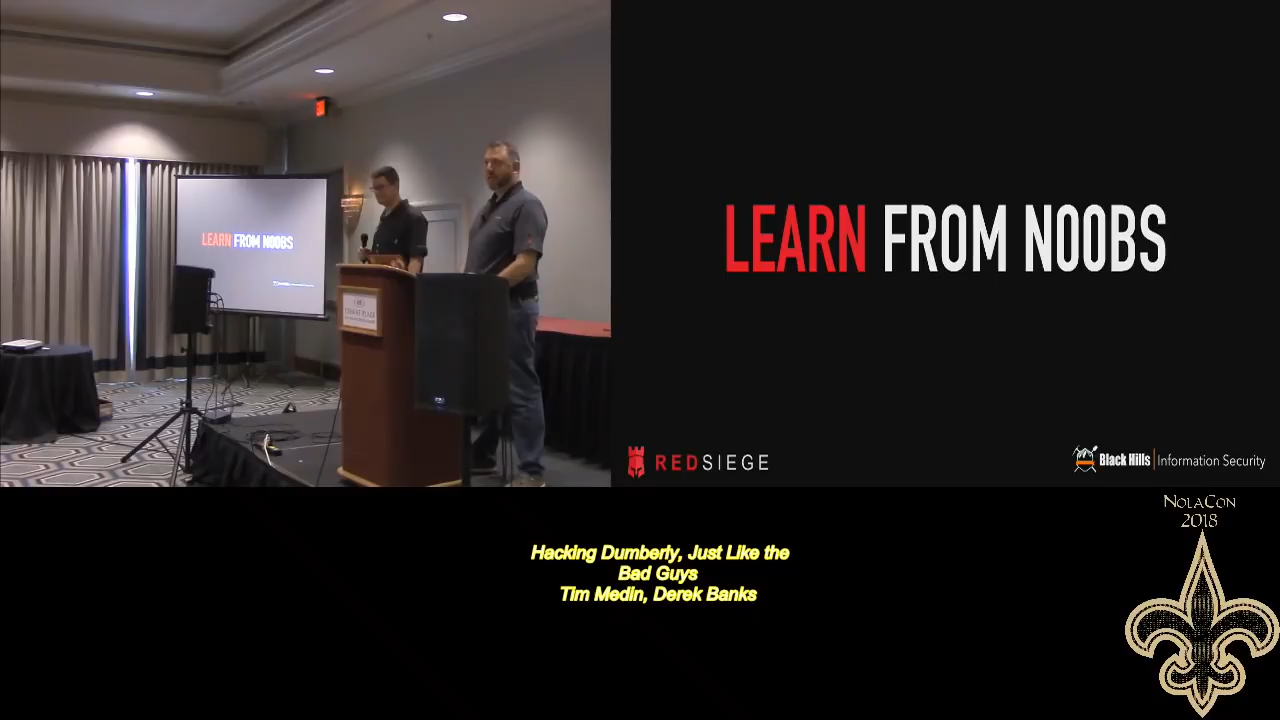 LEARN FROM NOOBS
LEARN FROM NOOBS
REDSIEGE
Black Hills | Information Security
NOLACON
2018
Hacking Dumberly, Just Like the
Bad Guys
Tim Medin, Derek Banks